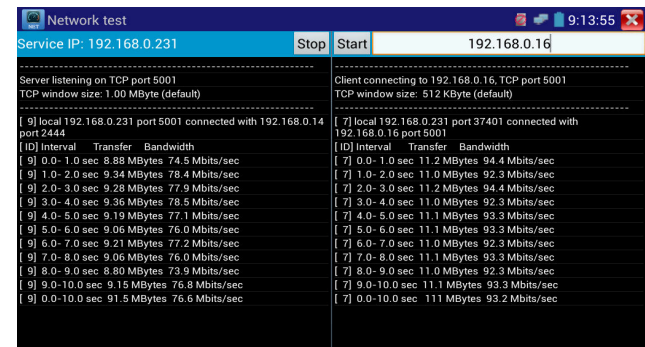 Network test
9:13:55
NET
Service IP: 192.168.0.231
Stop
Start
192.168.0.16
------------------------------------------------------------
Server listening on TCP port 5001
TCP window size: 1.00 MByte (default)
------------------------------------------------------------
[ 9] local 192.168.0.231 port 5001 connected with 192.168.0.14
port 2444
[ ID] Interval Transfer Bandwidth
[ 9] 0.0- 1.0 sec 8.88 MBytes 74.5 Mbits/sec
[ 9] 1.0- 2.0 sec 9.34 MBytes 78.4 Mbits/sec
[ 9] 2.0- 3.0 sec 9.28 MBytes 77.9 Mbits/sec
[ 9] 3.0- 4.0 sec 9.36 MBytes 78.5 Mbits/sec
[ 9] 4.0- 5.0 sec 9.19 MBytes 77.1 Mbits/sec
[ 9] 5.0- 6.0 sec 9.06 MBytes 76.0 Mbits/sec
[ 9] 6.0- 7.0 sec 9.21 MBytes 77.2 Mbits/sec
[ 9] 7.0- 8.0 sec 9.06 MBytes 76.0 Mbits/sec
[ 9] 8.0- 9.0 sec 8.80 MBytes 73.9 Mbits/sec
[ 9] 9.0-10.0 sec 9.15 MBytes 76.8 Mbits/sec
[ 9] 0.0-10.0 sec 91.5 MBytes 76.6 Mbits/sec
------------------------------------------------------------
Client connecting to 192.168.0.16, TCP port 5001
TCP window size: 512 KByte (default)
------------------------------------------------------------
[ 7] local 192.168.0.231 port 37401 connected with
192.168.0.16 port 5001
[ ID] Interval Transfer Bandwidth
[ 7] 0.0- 1.0 sec 11.2 MBytes 94.4 Mbits/sec
[ 7] 1.0- 2.0 sec 11.0 MBytes 92.3 Mbits/sec
[ 7] 2.0- 3.0 sec 11.2 MBytes 94.4 Mbits/sec
[ 7] 3.0- 4.0 sec 11.0 MBytes 92.3 Mbits/sec
[ 7] 4.0- 5.0 sec 11.1 MBytes 93.3 Mbits/sec
[ 7] 5.0- 6.0 sec 11.1 MBytes 93.3 Mbits/sec
[ 7] 6.0- 7.0 sec 11.0 MBytes 92.3 Mbits/sec
[ 7] 7.0- 8.0 sec 11.1 MBytes 93.3 Mbits/sec
[ 7] 8.0- 9.0 sec 11.0 MBytes 92.3 Mbits/sec
[ 7] 9.0-10.0 sec 11.1 MBytes 93.3 Mbits/sec
[ 7] 0.0-10.0 sec 111 MBytes 93.2 Mbits/sec